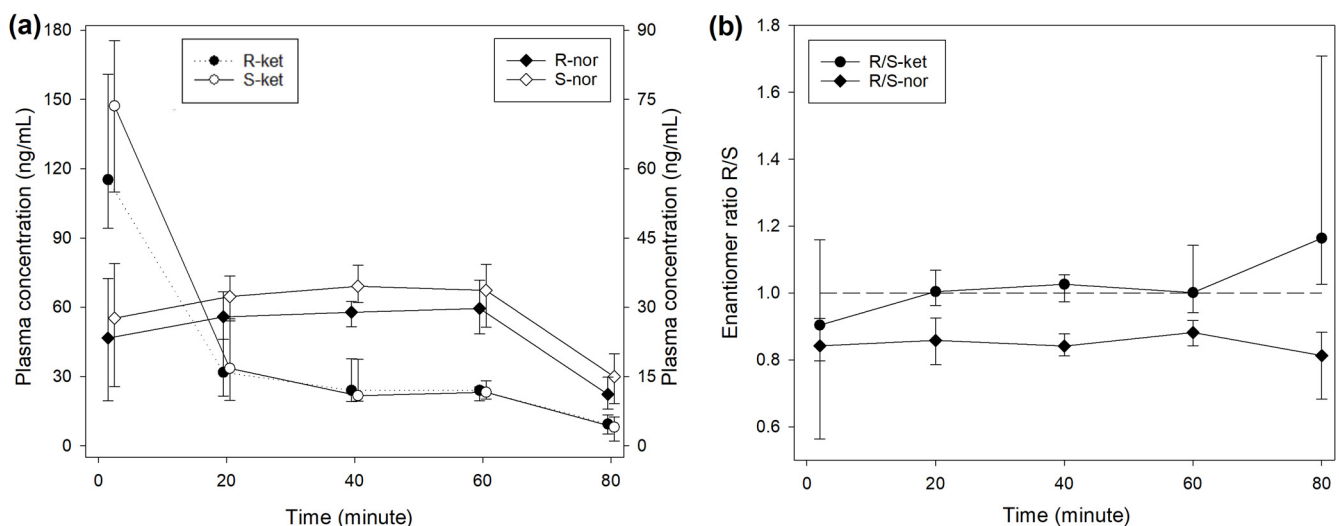 (a)
180
150
120
90
60
30
0
Plasma concentration (ng/mL)
R-ket
S-ket
R-nor
S-nor
90
75
60
45
30
15
0
Plasma concentration (ng/mL)
0 20 40 60 80
Time (minute)
(b)
1.8
1.6
1.4
1.2
1.0
0.8
0.6
Enantiomer ratio R/S
R/S-ket
R/S-nor
0 20 40 60 80
Time (minute)